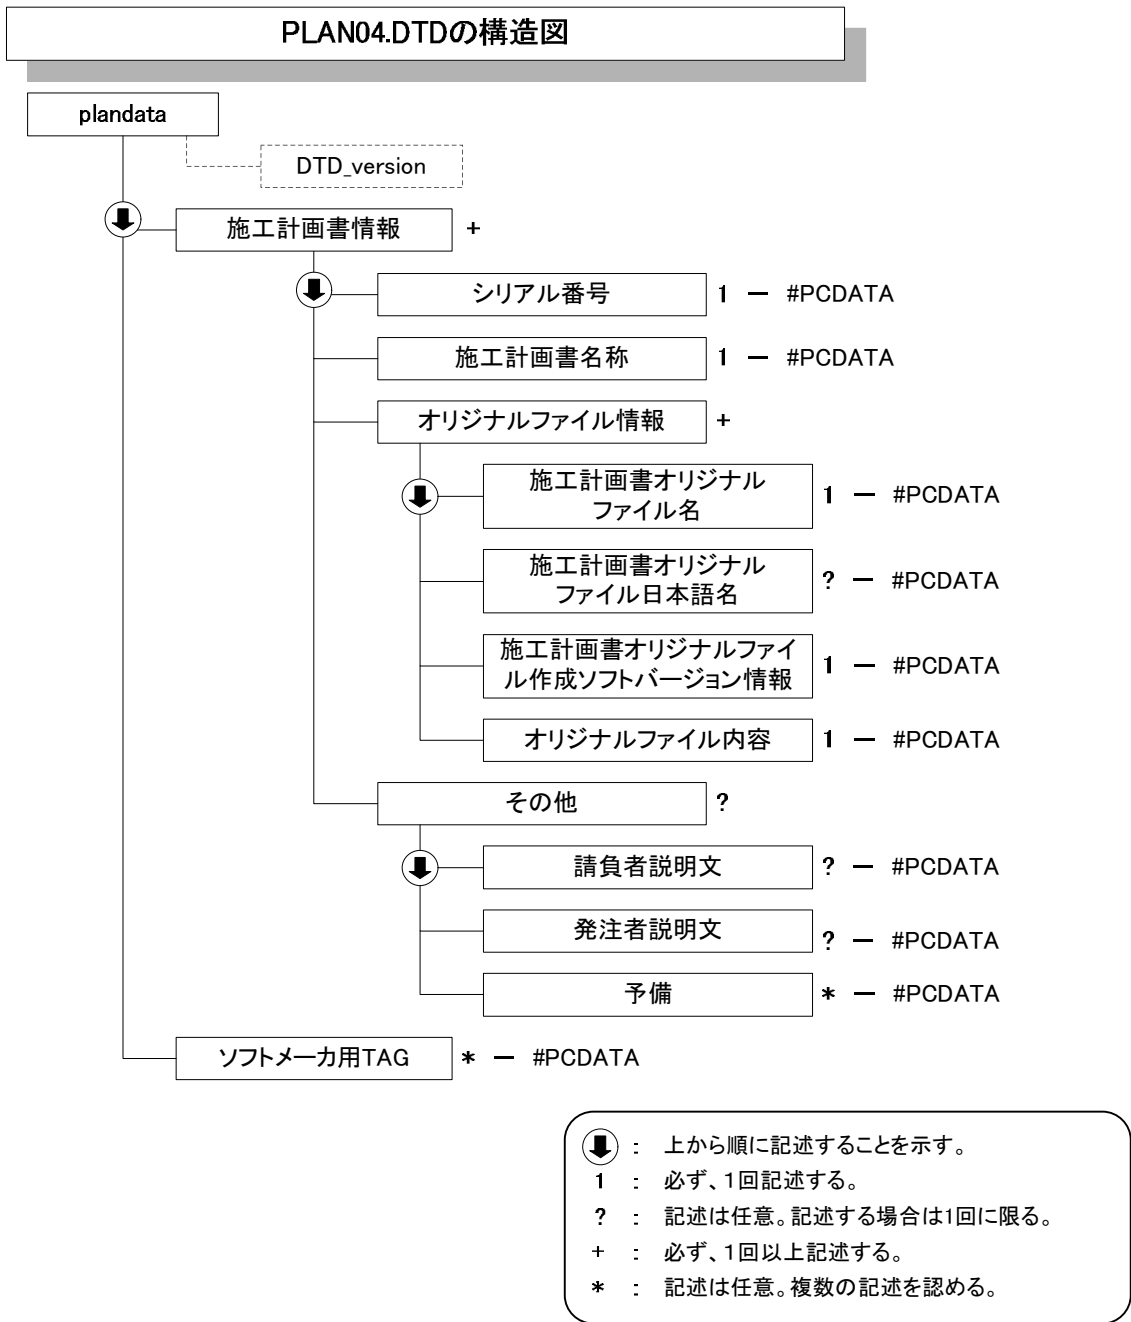 PLAN04.DTDの構造図
plandata
DTD_version
施工計画書情報 +
シリアル番号 1 ー #PCDATA
施工計画書名称 1 ー #PCDATA
オリジナルファイル情報 +
施工計画書オリジナル
ファイル名 1 ー #PCDATA
施工計画書オリジナル
ファイル日本語名 ? ー #PCDATA
施工計画書オリジナルファイ
ル作成ソフトバージョン情報 1 ー #PCDATA
オリジナルファイル内容 1 ー #PCDATA
その他 ?
請負者説明文 ? ー #PCDATA
発注者説明文 ? ー #PCDATA
予備 * ー #PCDATA
ソフトメーカ用TAG * ー #PCDATA
： 上から順に記述することを示す。
1 ： 必ず、1回記述する。
? ： 記述は任意。記述する場合は1回に限る。
+ ： 必ず、1回以上記述する。
* ： 記述は任意。複数の記述を認める。